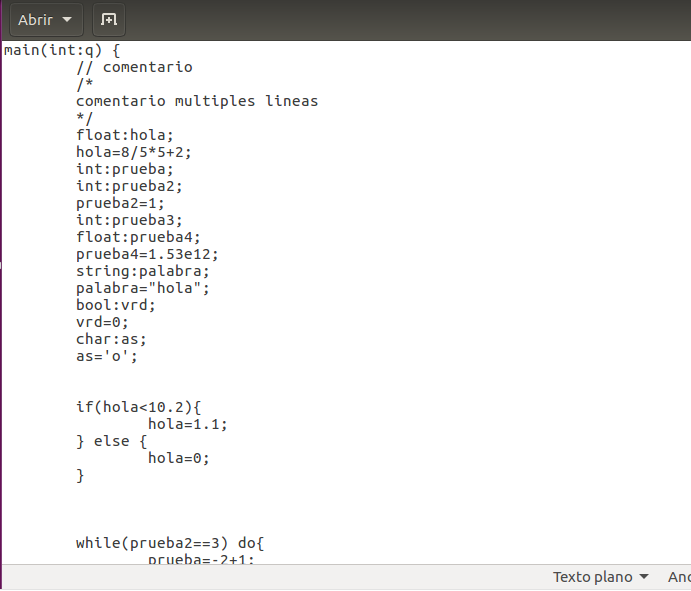 Abrir
main(int:q) {
// comentario
/*
comentario multiples lineas
*/
float:hola;
hola=8/5*5+2;
int:prueba;
int:prueba2;
prueba2=1;
int:prueba3;
float:prueba4;
prueba4=1.53e12;
string:palabra;
palabra="hola";
bool:vrd;
vrd=0;
char:as;
as='o';
if(hola<10.2){
hola=1.1;
} else {
hola=0;
}
while(prueba2==3) do{
prueba=-2+1;
Texto plano